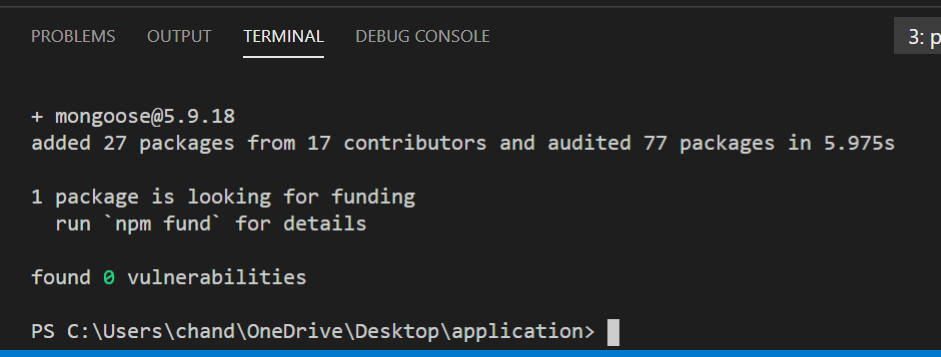 PROBLEMS OUTPUT TERMINAL DEBUG CONSOLE 3: p
+ mongoose@5.9.18
added 27 packages from 17 contributors and audited 77 packages in 5.975s
1 package is looking for funding
run `npm fund` for details
found 0 vulnerabilities
PS C:\Users\chand\OneDrive\Desktop\application>